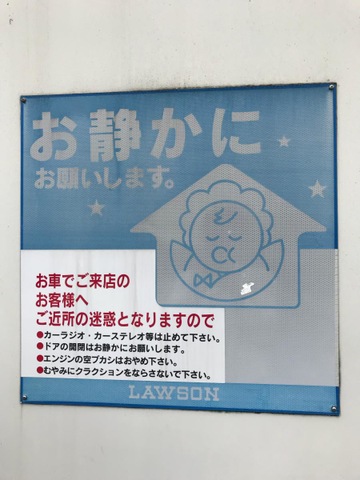 お静かに
お願いします。
お車でご来店の
お客様へ
ご近所の迷惑となりますので
●カーラジオ・カーステレオ等は止めて下さい。
●ドアの開閉はお静かにお願いします。
●エンジンの空ブカシはおやめ下さい。
●むやみにクラクションをならさないで下さい。
LAWSON